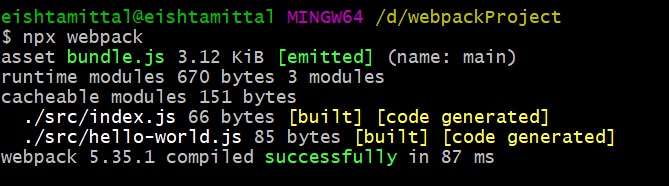 eishtamittal@eishtamittal MINGW64 /d/webpackProject
$ npx webpack
asset bundle.js 3.12 KiB [emitted] (name: main)
runtime modules 670 bytes 3 modules
cacheable modules 151 bytes
  ./src/index.js 66 bytes [built] [code generated]
  ./src/hello-world.js 85 bytes [built] [code generated]
webpack 5.35.1 compiled successfully in 87 ms